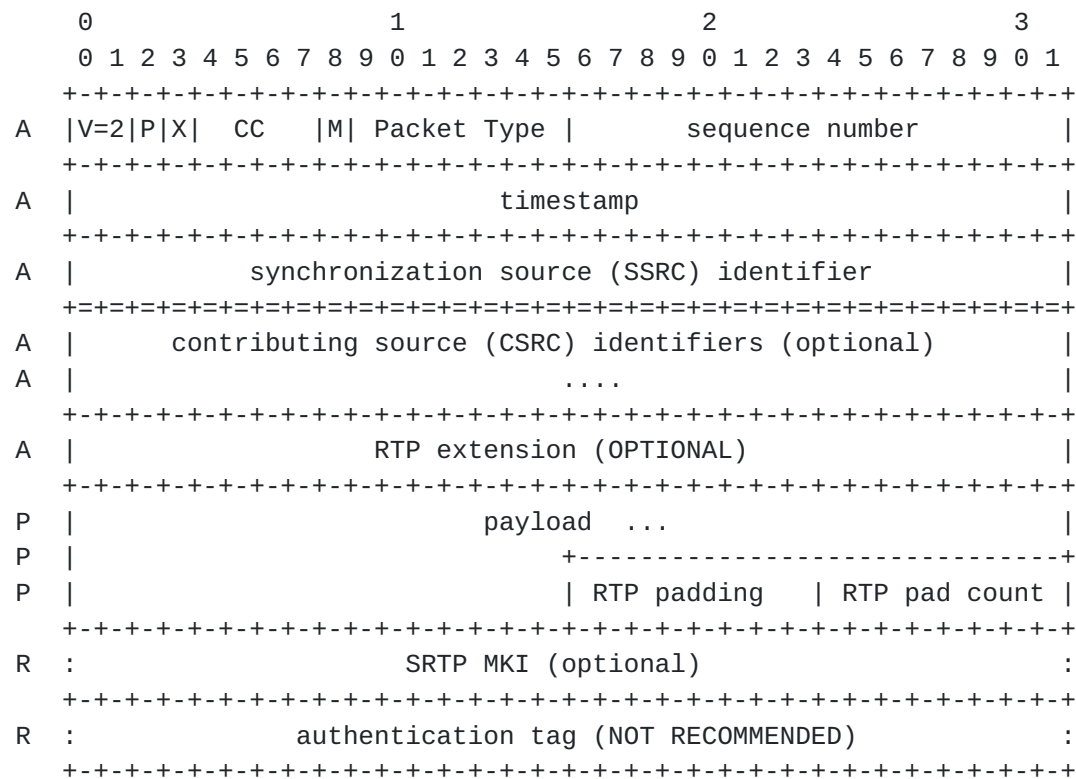 0                   1                   2                   3
     0 1 2 3 4 5 6 7 8 9 0 1 2 3 4 5 6 7 8 9 0 1 2 3 4 5 6 7 8 9 0 1
    +-+-+-+-+-+-+-+-+-+-+-+-+-+-+-+-+-+-+-+-+-+-+-+-+-+-+-+-+-+-+-+-+
A   |V=2|P|X|  CC   |M| Packet Type |       sequence number         |
    +-+-+-+-+-+-+-+-+-+-+-+-+-+-+-+-+-+-+-+-+-+-+-+-+-+-+-+-+-+-+-+-+
A   |                           timestamp                           |
    +-+-+-+-+-+-+-+-+-+-+-+-+-+-+-+-+-+-+-+-+-+-+-+-+-+-+-+-+-+-+-+-+
A   |           synchronization source (SSRC) identifier            |
    +=+=+=+=+=+=+=+=+=+=+=+=+=+=+=+=+=+=+=+=+=+=+=+=+=+=+=+=+=+=+=+=+
A   |      contributing source (CSRC) identifiers (optional)        |
A   |                               ....                            |
    +-+-+-+-+-+-+-+-+-+-+-+-+-+-+-+-+-+-+-+-+-+-+-+-+-+-+-+-+-+-+-+-+
A   |                   RTP extension (OPTIONAL)                    |
    +-+-+-+-+-+-+-+-+-+-+-+-+-+-+-+-+-+-+-+-+-+-+-+-+-+-+-+-+-+-+-+-+
P   |                          payload  ...                         |
P   |                               +-------------------------------+
P   |                               | RTP padding   | RTP pad count |
    +-+-+-+-+-+-+-+-+-+-+-+-+-+-+-+-+-+-+-+-+-+-+-+-+-+-+-+-+-+-+-+-+
R   :                     SRTP MKI (optional)                       :
    +-+-+-+-+-+-+-+-+-+-+-+-+-+-+-+-+-+-+-+-+-+-+-+-+-+-+-+-+-+-+-+-+
R   :              authentication tag (NOT RECOMMENDED)             :
    +-+-+-+-+-+-+-+-+-+-+-+-+-+-+-+-+-+-+-+-+-+-+-+-+-+-+-+-+-+-+-+-+